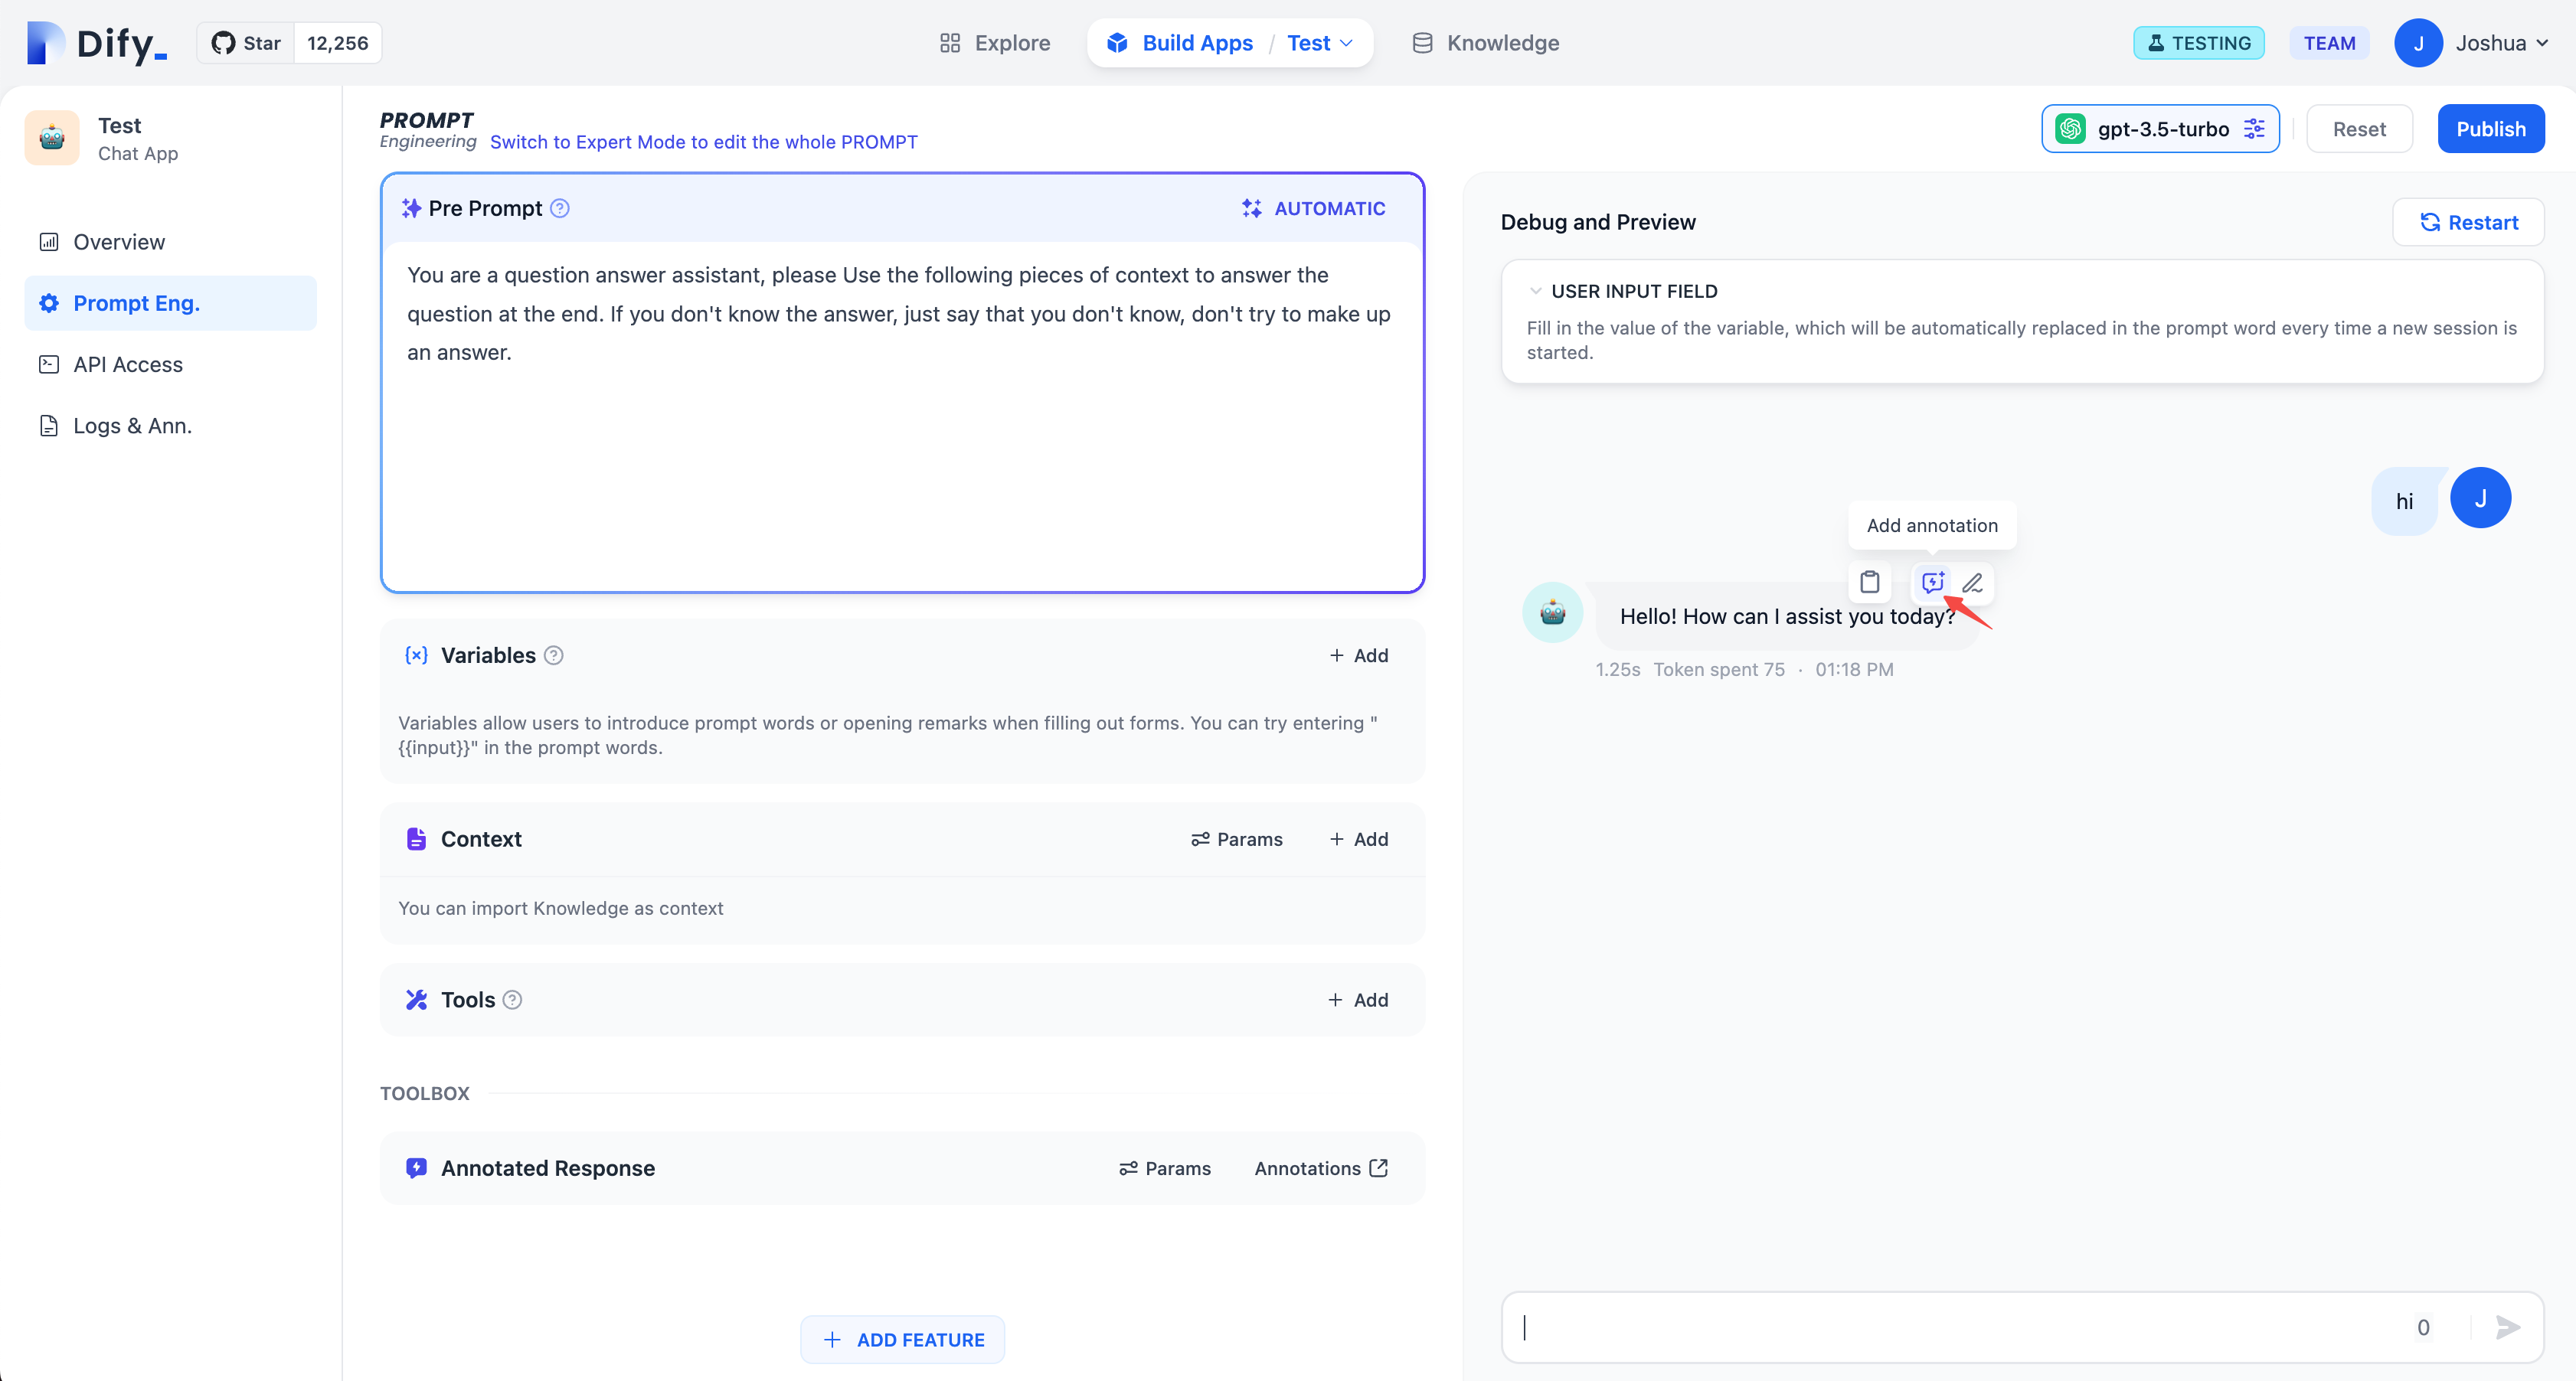 Dify_
Star 12,256
Explore
Build Apps / Test
Knowledge
TESTING
TEAM
J
Joshua
Test
Chat App
Overview
Prompt Eng.
API Access
Logs & Ann.
PROMPT
Engineering
Switch to Expert Mode to edit the whole PROMPT
gpt-3.5-turbo
Reset
Publish
Pre Prompt
AUTOMATIC
You are a question answer assistant, please Use the following pieces of context to answer the
question at the end. If you don't know the answer, just say that you don't know, don't try to make up
an answer.
Variables
+ Add
Variables allow users to introduce prompt words or opening remarks when filling out forms. You can try entering "
{{input}}" in the prompt words.
Context
Params
+ Add
You can import Knowledge as context
Tools
+ Add
TOOLBOX
Annotated Response
Params
Annotations
+ ADD FEATURE
Debug and Preview
Restart
USER INPUT FIELD
Fill in the value of the variable, which will be automatically replaced in the prompt word every time a new session is
started.
hi
J
Add annotation
Hello! How can I assist you today?
1.25s Token spent 75 · 01:18 PM
0